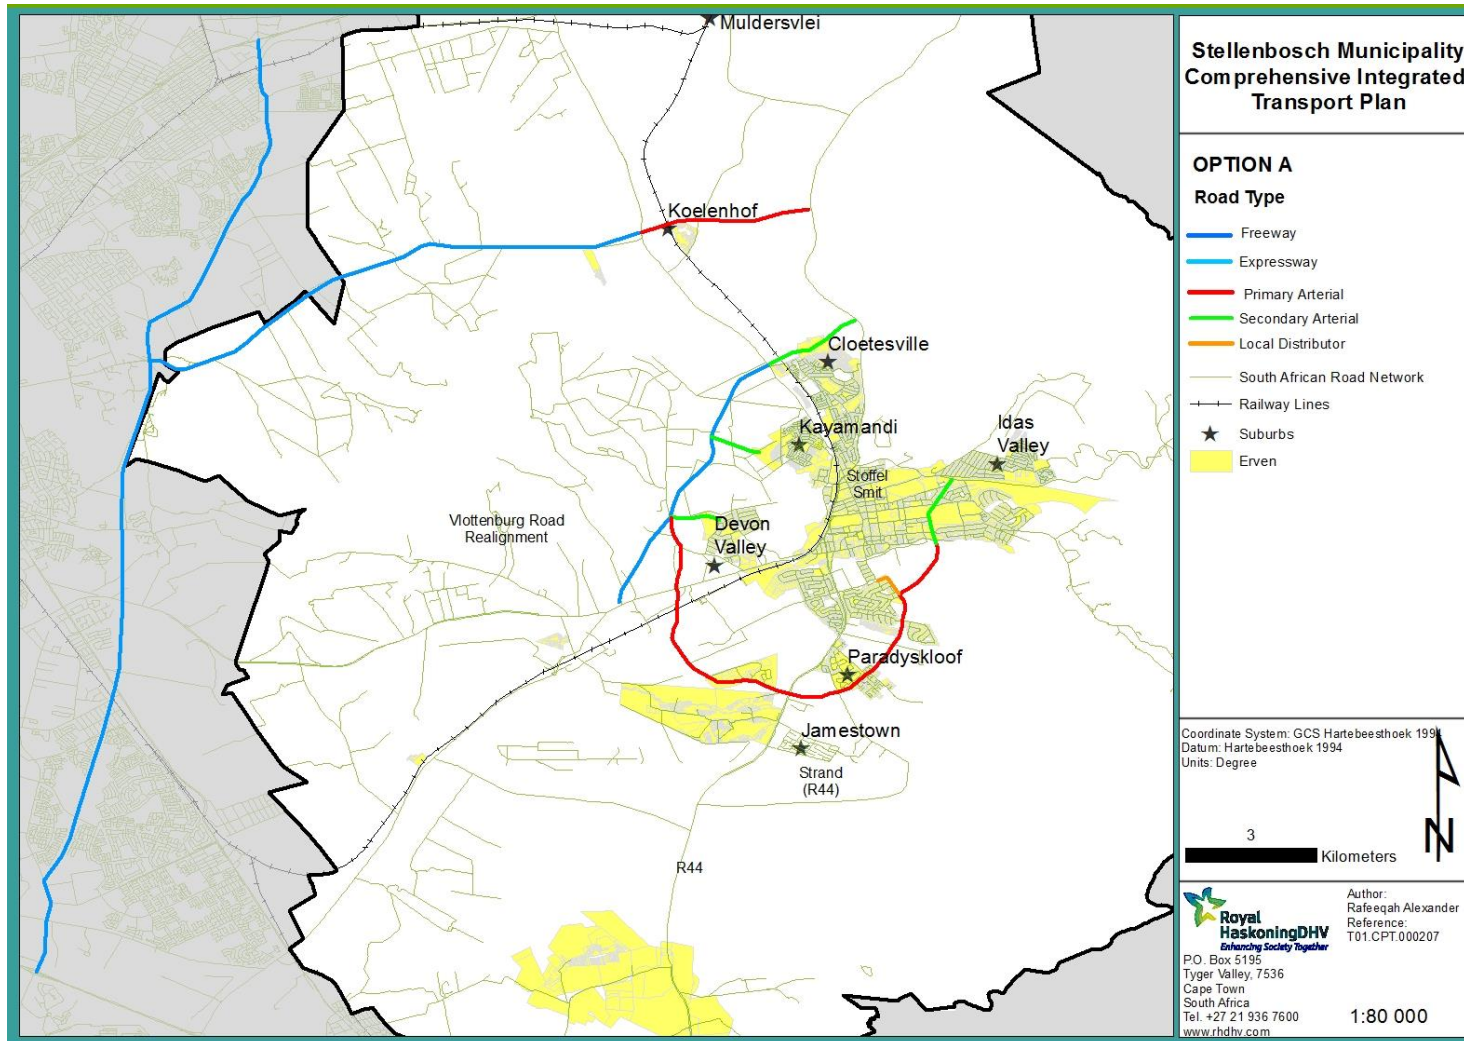 Muldersvlei
Koelenhof
Cloetesville
Kayamandi
Idas
Valley
Stoffel
Smit
Vlottenburg Road
Realignment
Devon
Valley
Paradyskloof
Jamestown
Strand
(R44)
R44
Stellenbosch Municipality
Comprehensive Integrated
Transport Plan
OPTION A
Road Type
Freeway
Expressway
Primary Arterial
Secondary Arterial
Local Distributor
South African Road Network
Railway Lines
Suburbs
Erven
Coordinate System: GCS Hartebeesthoek 1994
Datum: Hartebeesthoek 1994
Units: Degree
N
3
Kilometers
Royal
HaskoningDHV
Enhancing Society Together
P.O. Box 5195
Tyger Valley, 7536
Cape Town
South Africa
Tel. +27 21 936 7600
www.rhdhv.com
Author:
Rafeeqah Alexander
Reference:
T01.CPT.000207
1:80 000